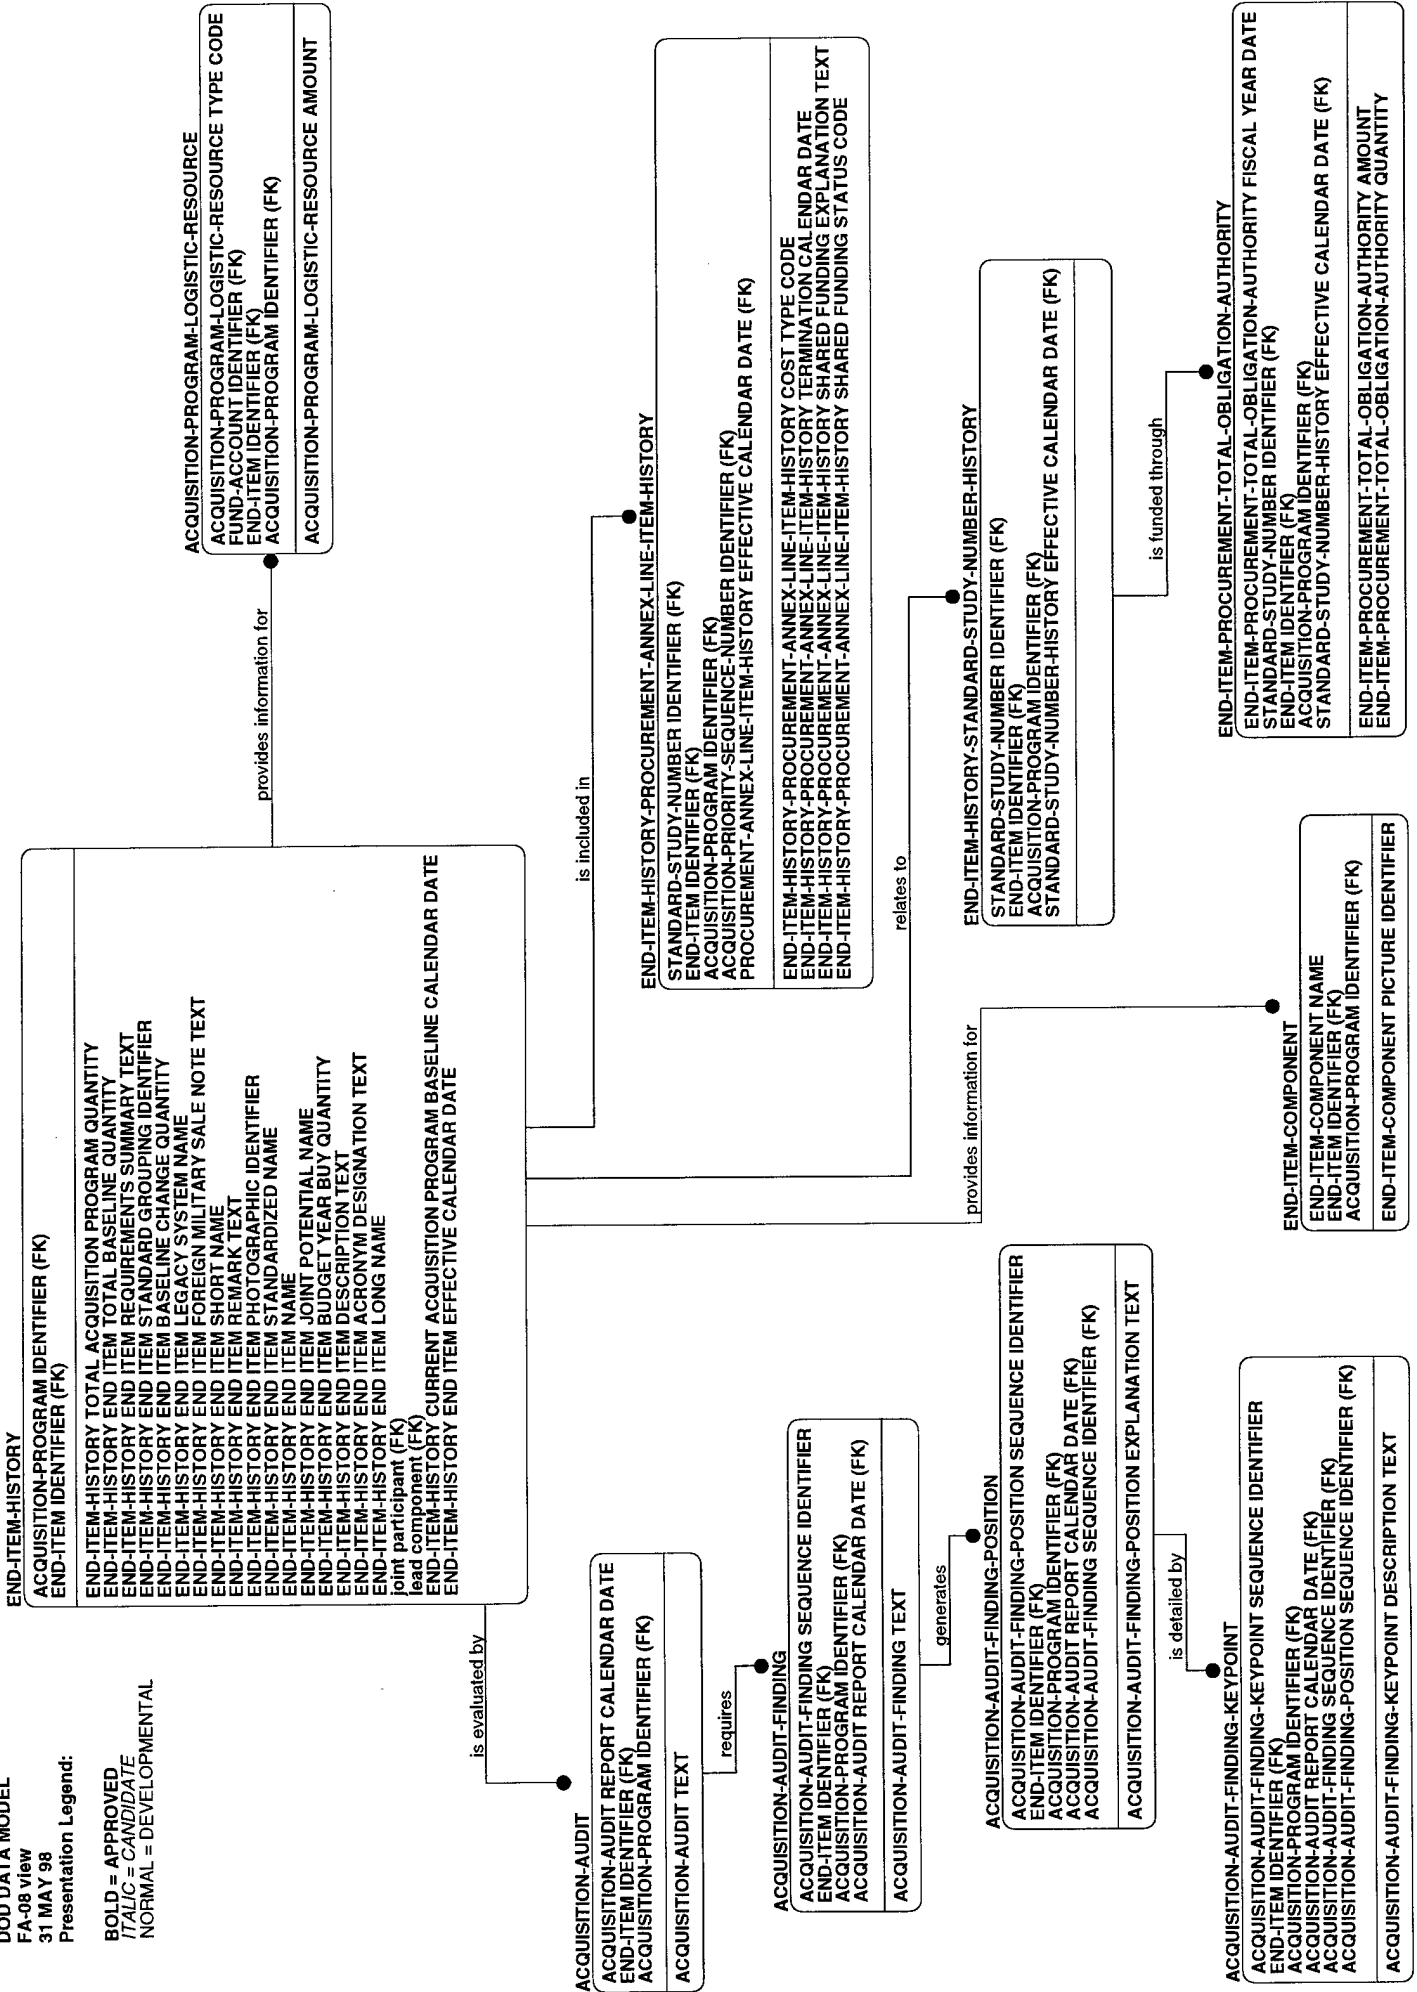 DOD DATA MODEL
FA-08 view
31 MAY 98
Presentation Legend:
BOLD = APPROVED
ITALIC = CANDIDATE
NORMAL = DEVELOPMENTAL
END-ITEM-HISTORY
ACQUISITION-PROGRAM IDENTIFIER (FK)
END-ITEM IDENTIFIER (FK)
END-ITEM-HISTORY TOTAL ACQUISITION PROGRAM QUANTITY
END-ITEM-HISTORY END ITEM TOTAL BASELINE QUANTITY
END-ITEM-HISTORY END ITEM REQUIREMENTS SUMMARY TEXT
END-ITEM-HISTORY END ITEM STANDARD GROUPING IDENTIFIER
END-ITEM-HISTORY END ITEM BASELINE CHANGE QUANTITY
END-ITEM-HISTORY END ITEM LEGACY SYSTEM NAME
END-ITEM-HISTORY END ITEM FOREIGN MILITARY SALE NOTE TEXT
END-ITEM-HISTORY END ITEM SHORT NAME
END-ITEM-HISTORY END ITEM REMARK TEXT
END-ITEM-HISTORY END ITEM PHOTOGRAPHIC IDENTIFIER
END-ITEM-HISTORY END ITEM STANDARDIZED NAME
END-ITEM-HISTORY END ITEM NAME
END-ITEM-HISTORY END ITEM JOINT POTENTIAL NAME
END-ITEM-HISTORY END ITEM BUDGET YEAR BUY QUANTITY
END-ITEM-HISTORY END ITEM DESCRIPTION TEXT
END-ITEM-HISTORY END ITEM ACRONYM DESIGNATION TEXT
END-ITEM-HISTORY END ITEM LONG NAME
joint participant (FK)
lead component (FK)
END-ITEM-HISTORY CURRENT ACQUISITION PROGRAM BASELINE CALENDAR DATE
END-ITEM-HISTORY END ITEM EFFECTIVE CALENDAR DATE
provides information for
ACQUISITION-PROGRAM-LOGISTIC-RESOURCE
ACQUISITION-PROGRAM-LOGISTIC-RESOURCE TYPE CODE
FUND-ACCOUNT IDENTIFIER (FK)
END-ITEM IDENTIFIER (FK)
ACQUISITION-PROGRAM IDENTIFIER (FK)
ACQUISITION-PROGRAM-LOGISTIC-RESOURCE AMOUNT
is evaluated by
ACQUISITION-AUDIT
ACQUISITION-AUDIT REPORT CALENDAR DATE
END-ITEM IDENTIFIER (FK)
ACQUISITION-PROGRAM IDENTIFIER (FK)
ACQUISITION-AUDIT TEXT
requires
ACQUISITION-AUDIT-FINDING
ACQUISITION-AUDIT-FINDING SEQUENCE IDENTIFIER
END-ITEM IDENTIFIER (FK)
ACQUISITION-PROGRAM IDENTIFIER (FK)
ACQUISITION-AUDIT REPORT CALENDAR DATE (FK)
ACQUISITION-AUDIT-FINDING TEXT
generates
ACQUISITION-AUDIT-FINDING-POSITION
ACQUISITION-AUDIT-FINDING-POSITION SEQUENCE IDENTIFIER
END-ITEM IDENTIFIER (FK)
ACQUISITION-PROGRAM IDENTIFIER (FK)
ACQUISITION-AUDIT REPORT CALENDAR DATE (FK)
ACQUISITION-AUDIT-FINDING SEQUENCE IDENTIFIER (FK)
ACQUISITION-AUDIT-FINDING-POSITION EXPLANATION TEXT
is detailed by
ACQUISITION-AUDIT-FINDING-KEYPOINT
ACQUISITION-AUDIT-FINDING-KEYPOINT SEQUENCE IDENTIFIER
END-ITEM IDENTIFIER (FK)
ACQUISITION-PROGRAM IDENTIFIER (FK)
ACQUISITION-AUDIT REPORT CALENDAR DATE (FK)
ACQUISITION-AUDIT-FINDING SEQUENCE IDENTIFIER (FK)
ACQUISITON-AUDIT-FINDING-POSITION SEQUENCE IDENTIFIER (FK)
ACQUISITION-AUDIT-FINDING-KEYPOINT DESCRIPTION TEXT
is included in
END-ITEM-HISTORY-PROCUREMENT-ANNEX-LINE-ITEM-HISTORY
STANDARD-STUDY-NUMBER IDENTIFIER (FK)
END-ITEM IDENTIFIER (FK)
ACQUISITION-PROGRAM IDENTIFIER (FK)
ACQUISITION-PRIORITY-SEQUENCE-NUMBER IDENTIFIER (FK)
PROCUREMENT-ANNEX-LINE-ITEM-HISTORY EFFECTIVE CALENDAR DATE (FK)
END-ITEM-HISTORY-PROCUREMENT-ANNEX-LINE-ITEM-HISTORY COST TYPE CODE
END-ITEM-HISTORY-PROCUREMENT-ANNEX-LINE-ITEM-HISTORY TERMINATION CALENDAR DATE
END-ITEM-HISTORY-PROCUREMENT-ANNEX-LINE-ITEM-HISTORY SHARED FUNDING EXPLANATION TEXT
END-ITEM-HISTORY-PROCUREMENT-ANNEX-LINE-ITEM-HISTORY SHARED FUNDING STATUS CODE
relates to
END-ITEM-HISTORY-STANDARD-STUDY-NUMBER-HISTORY
STANDARD-STUDY-NUMBER IDENTIFIER (FK)
END-ITEM IDENTIFIER (FK)
ACQUISITION-PROGRAM IDENTIFIER (FK)
STANDARD-STUDY-NUMBER-HISTORY EFFECTIVE CALENDAR DATE (FK)
is funded through
END-ITEM-PROCUREMENT-TOTAL-OBLIGATION-AUTHORITY
END-ITEM-PROCUREMENT-TOTAL-OBLIGATION-AUTHORITY FISCAL YEAR DATE
STANDARD-STUDY-NUMBER IDENTIFIER (FK)
END-ITEM IDENTIFIER (FK)
ACQUISITION-PROGRAM IDENTIFIER (FK)
STANDARD-STUDY-NUMBER-HISTORY EFFECTIVE CALENDAR DATE (FK)
END-ITEM-PROCUREMENT-TOTAL-OBLIGATION-AUTHORITY AMOUNT
END-ITEM-PROCUREMENT-TOTAL-OBLIGATION-AUTHORITY QUANTITY
provides information for
END-ITEM-COMPONENT
END-ITEM-COMPONENT NAME
END-ITEM IDENTIFIER (FK)
ACQUISITION-PROGRAM IDENTIFIER (FK)
END-ITEM-COMPONENT PICTURE IDENTIFIER